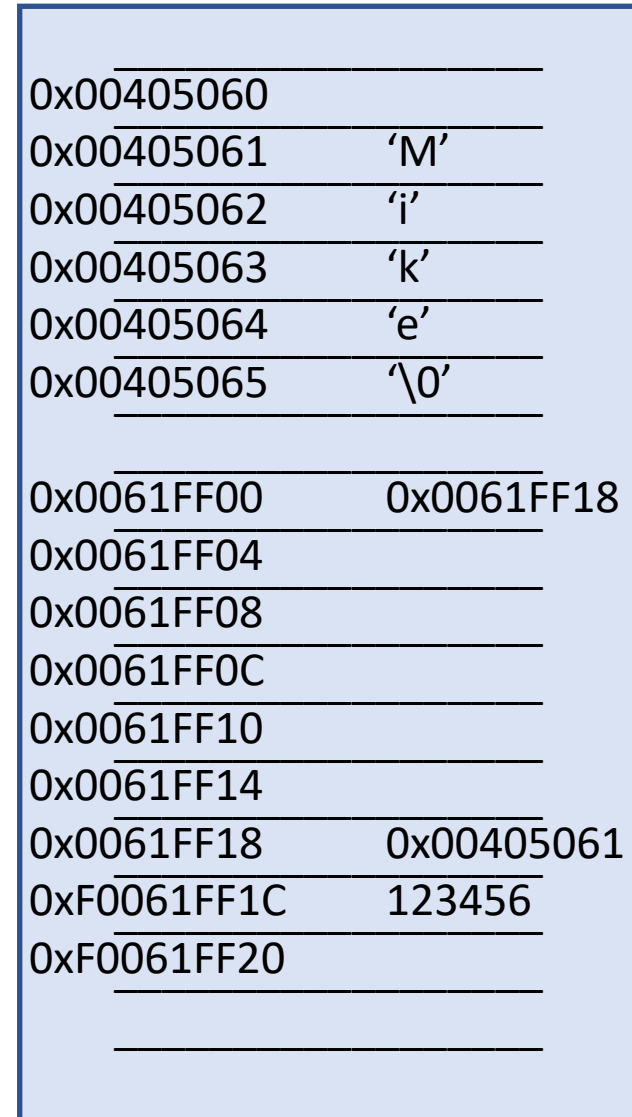 0x00405060
0x00405061 ‘M’
0x00405062 ‘i’
0x00405063 ‘k’
0x00405064 ‘e’
0x00405065 ‘\0’
0x0061FF00 0x0061FF18
0x0061FF04
0x0061FF08
0x0061FF0C
0x0061FF10
0x0061FF14
0x0061FF18 0x00405061
0xF0061FF1C 123456
0xF0061FF20